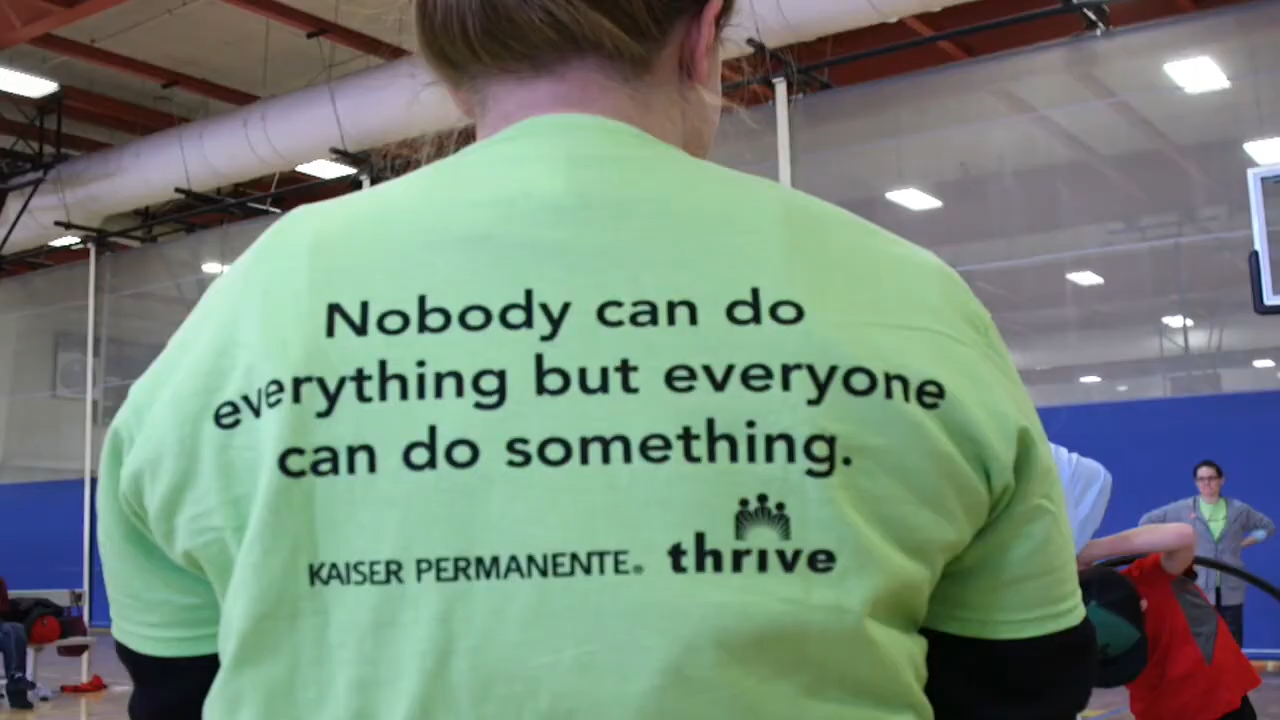 Nobody can do
everything but everyone
can do something.
KAISER PERMANENTE® thrive